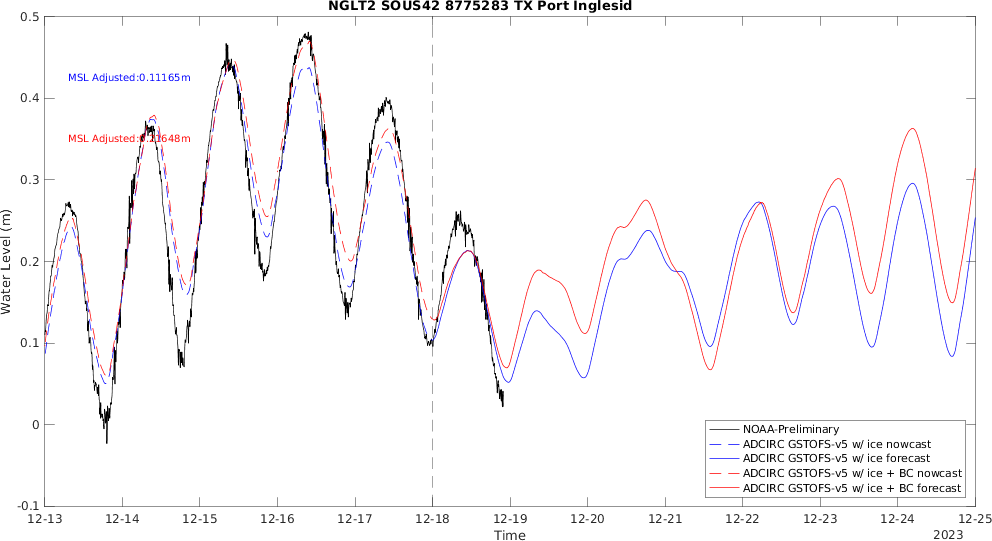 NGLT2 SOUS42 8775283 TX Port Inglesid
0.5
0.4
0.3
0.2
0.1
0
-0.1
Water Level (m)
MSL Adjusted:0.11165m
MSL Adjusted:0.11648m
NOAA-Preliminary
ADCIRC GSTOFS-v5 w/ ice nowcast
ADCIRC GSTOFS-v5 w/ ice forecast
ADCIRC GSTOFS-v5 w/ ice + BC nowcast
ADCIRC GSTOFS-v5 w/ ice + BC forecast
12-13 12-14 12-15 12-16 12-17 12-18 12-19 12-20 12-21 12-22 12-23 12-24 12-25
Time
2023